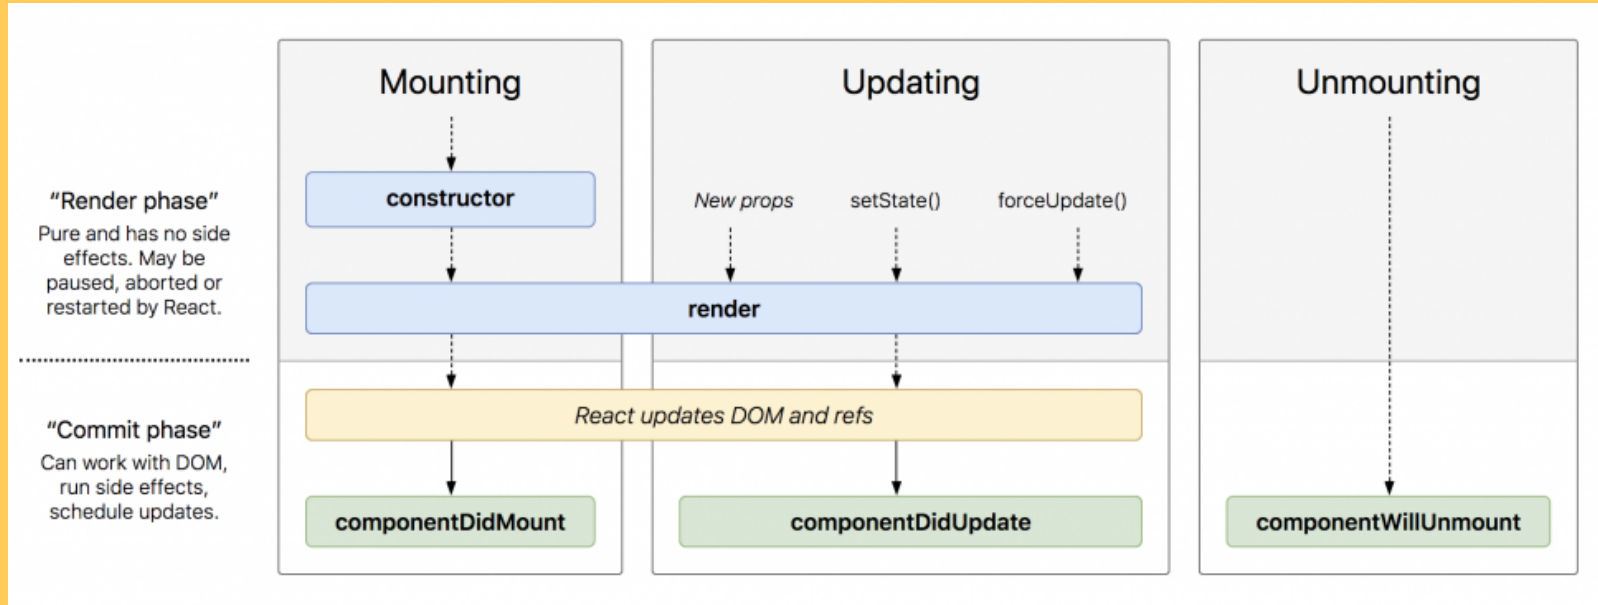 Mounting
Updating
Unmounting
“Render phase”
Pure and has no side
effects. May be
paused, aborted or
restarted by React.
constructor
New props
setState()
forceUpdate()
render
“Commit phase”
Can work with DOM,
run side effects,
schedule updates.
React updates DOM and refs
componentDidMount
componentDidUpdate
componentWillUnmount